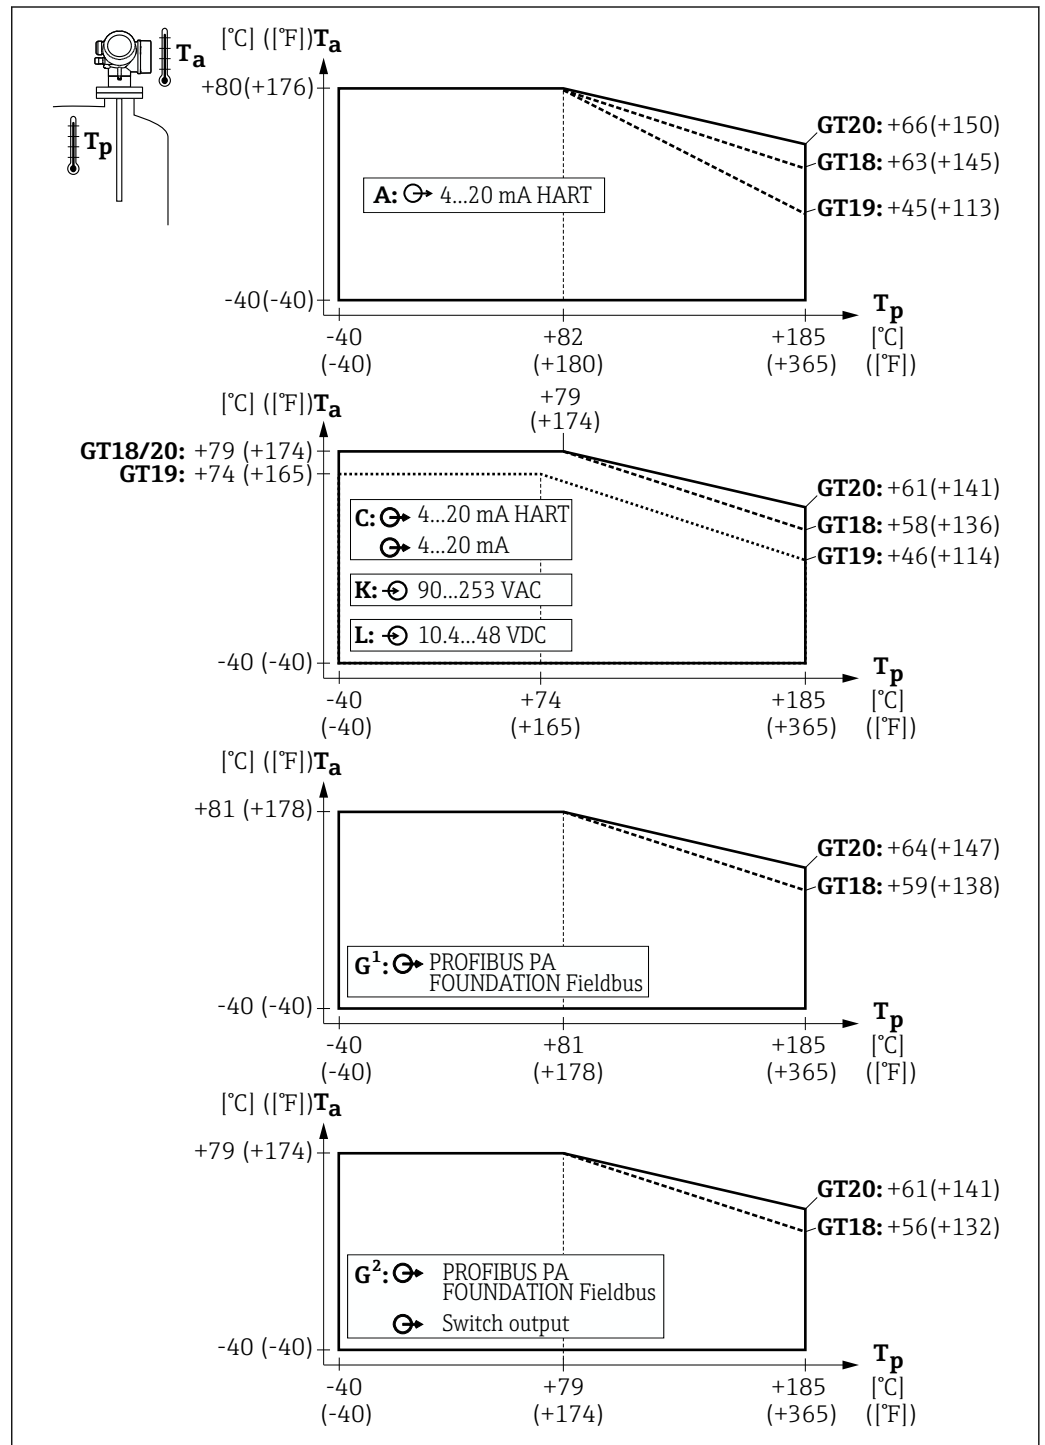 [°C] ([°F])Ta
Ta
+80(+176)
Tp
GT20: +66(+150)
GT18: +63(+145)
A: 4...20 mA HART
GT19: +45(+113)
-40(-40)
Tp
-40 +82 +185 [°C]
(-40) (+180) (+365) ([°F])
[°C] ([°F])Ta
+79
(+174)
GT18/20: +79 (+174)
GT19: +74 (+165)
GT20: +61(+141)
C: 4...20 mA HART
GT18: +58(+136)
4...20 mA
GT19: +46(+114)
K: 90...253 VAC
L: 10.4...48 VDC
-40 (-40)
Tp
-40 +74 +185 [°C]
(-40) (+165) (+365) ([°F])
[°C] ([°F])Ta
+81 (+178)
GT20: +64(+147)
GT18: +59(+138)
G1: PROFIBUS PA
FOUNDATION Fieldbus
-40 (-40)
Tp
-40 +81 +185 [°C]
(-40) (+178) (+365) ([°F])
[°C] ([°F])Ta
+79 (+174)
GT20: +61(+141)
GT18: +56(+132)
G2: PROFIBUS PA
FOUNDATION Fieldbus
Switch output
-40 (-40)
Tp
-40 +79 +185 [°C]
(-40) (+174) (+365) ([°F])